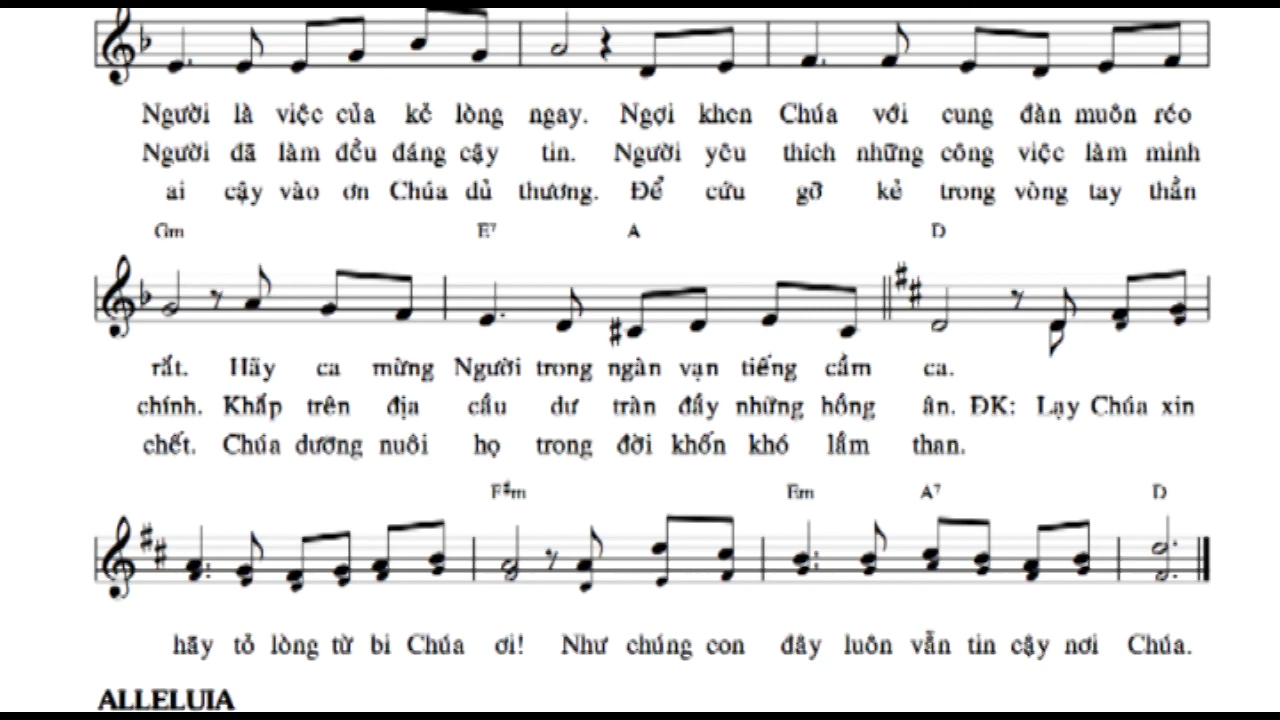 Người là việc của kẻ lòng ngay. Ngợi khen Chúa với cung đàn muôn réo
Người đã làm đều đáng cậy tin. Người yêu thích những công việc làm minh
ai cậy vào ơn Chúa dủ thương. Để cứu gỡ kẻ trong vòng tay thần
Gm E7 A D
rắt. Hãy ca mừng Người trong ngàn vạn tiếng cầm ca.
chính. Khắp trên địa cầu dư tràn đầy những hồng ân. ĐK: Lạy Chúa xin
chết. Chúa dưỡng nuôi họ trong đời khốn khó lầm than.
F#m Em A7 D
hãy tỏ lòng từ bi Chúa ơi! Như chúng con đây luôn vẫn tin cậy nơi Chúa.
ALLELUIA